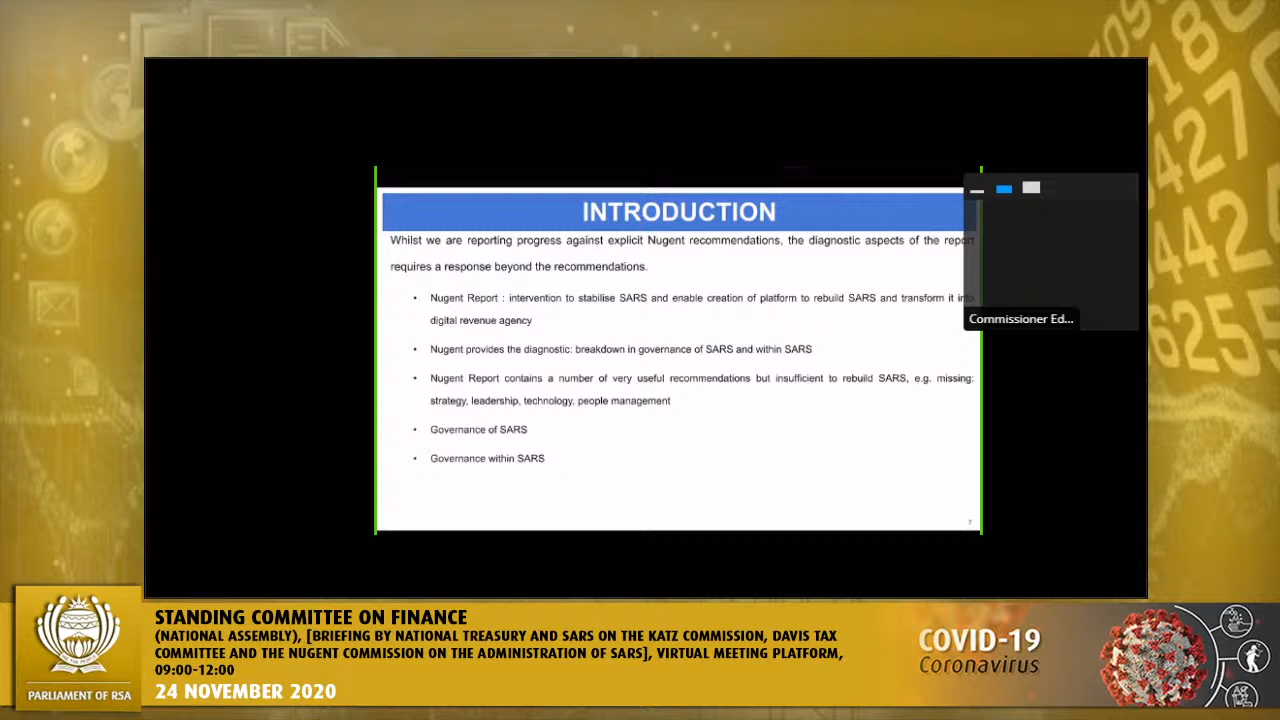 INTRODUCTION
Whilst we are reporting progress against explicit Nugent recommendations, the diagnostic aspects of the report
requires a response beyond the recommendations.
• Nugent Report : intervention to stabilise SARS and enable creation of platform to rebuild SARS and transform it into
digital revenue agency
• Nugent provides the diagnostic: breakdown in governance of SARS and within SARS
• Nugent Report contains a number of very useful recommendations but insufficient to rebuild SARS, e.g. missing:
strategy, leadership, technology, people management
• Governance of SARS
• Governance within SARS
7
Commissioner Ed...
PARLIAMENT OF RSA
STANDING COMMITTEE ON FINANCE
(NATIONAL ASSEMBLY), [BRIEFING BY NATIONAL TREASURY AND SARS ON THE KATZ COMMISSION, DAVIS TAX
COMMITTEE AND THE NUGENT COMMISSION ON THE ADMINISTRATION OF SARS], VIRTUAL MEETING PLATFORM,
09:00-12:00
24 NOVEMBER 2020
COVID-19
Coronavirus